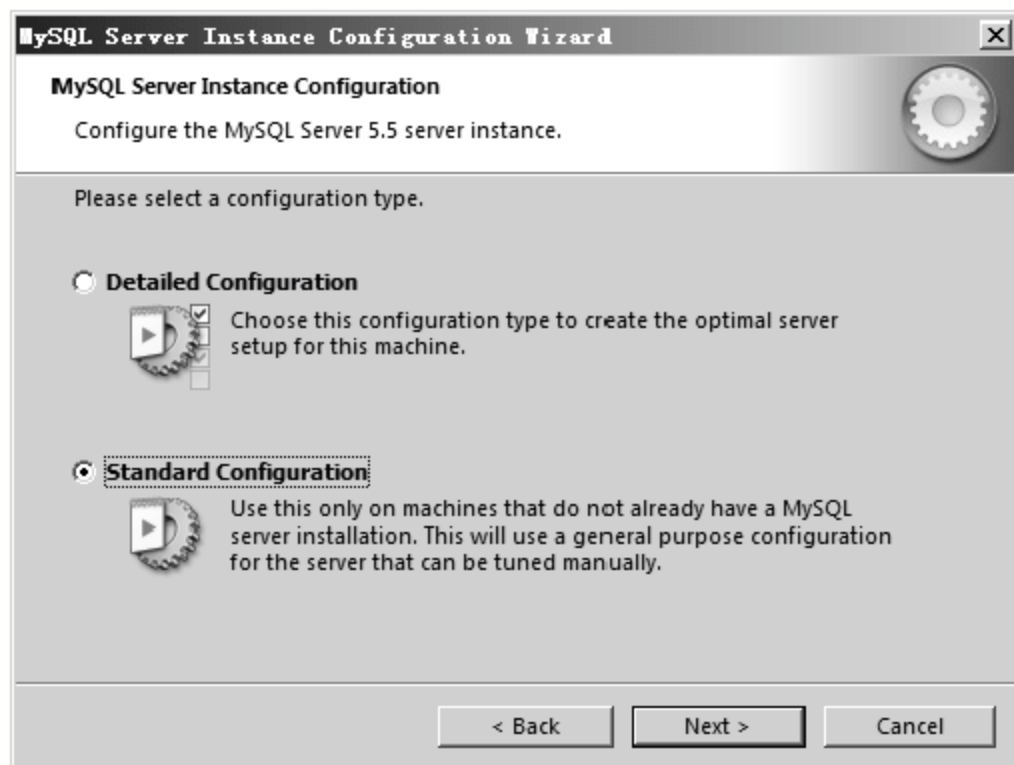 MySQL Server Instance Configuration Wizard
MySQL Server Instance Configuration
Configure the MySQL Server 5.5 server instance.
Please select a configuration type.
Detailed Configuration
Choose this configuration type to create the optimal server
setup for this machine.
Standard Configuration
Use this only on machines that do not already have a MySQL
server installation. This will use a general purpose configuration
for the server that can be tuned manually.
< Back
Next >
Cancel